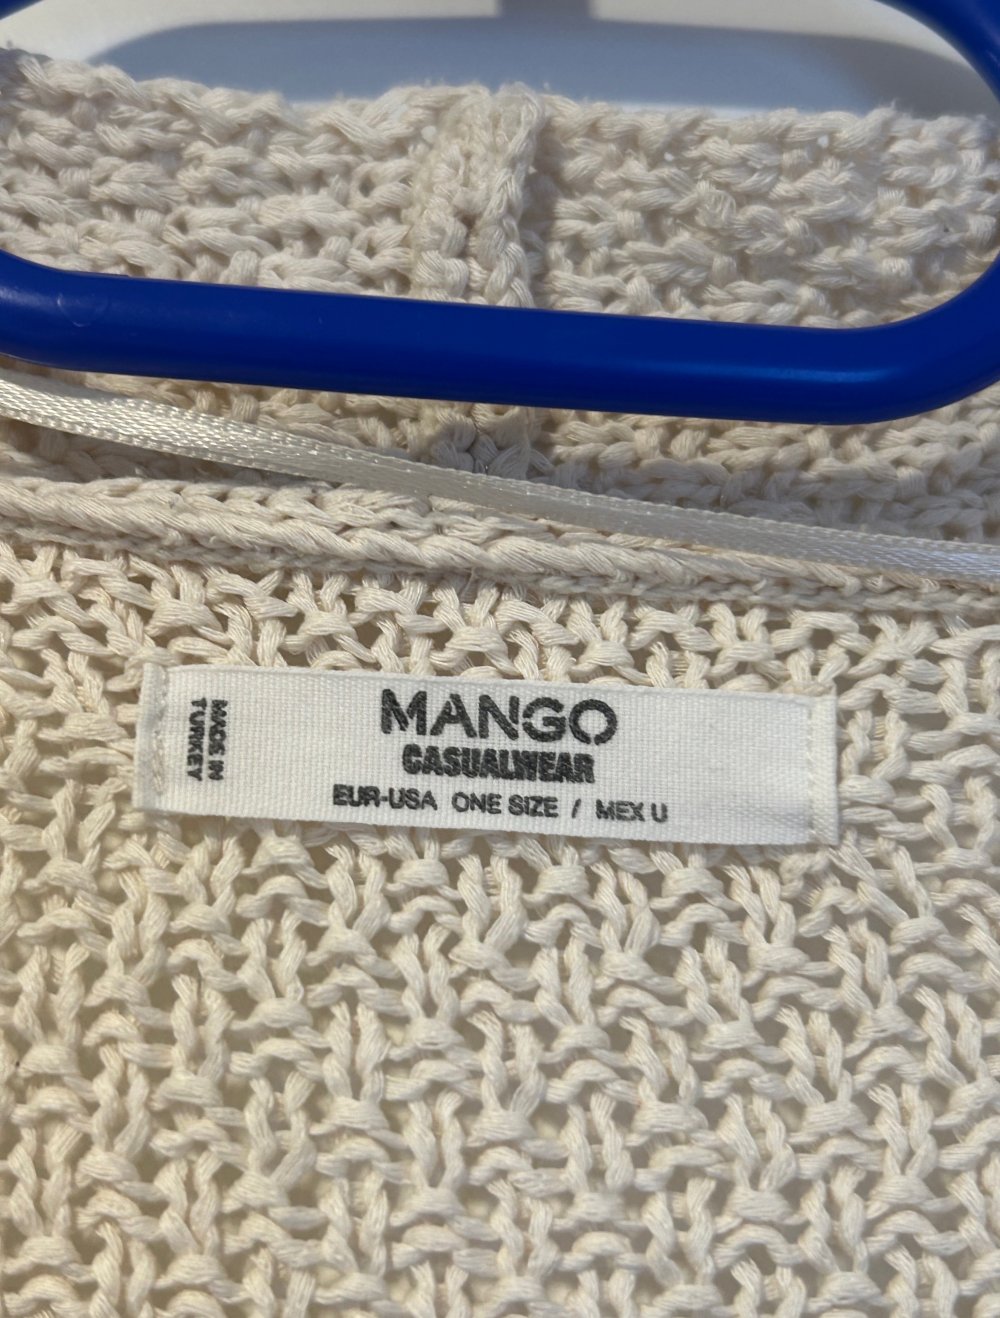 MADE IN
TURKEY
MANGO
CASUALWEAR
EUR-USA ONE SIZE / MEX U